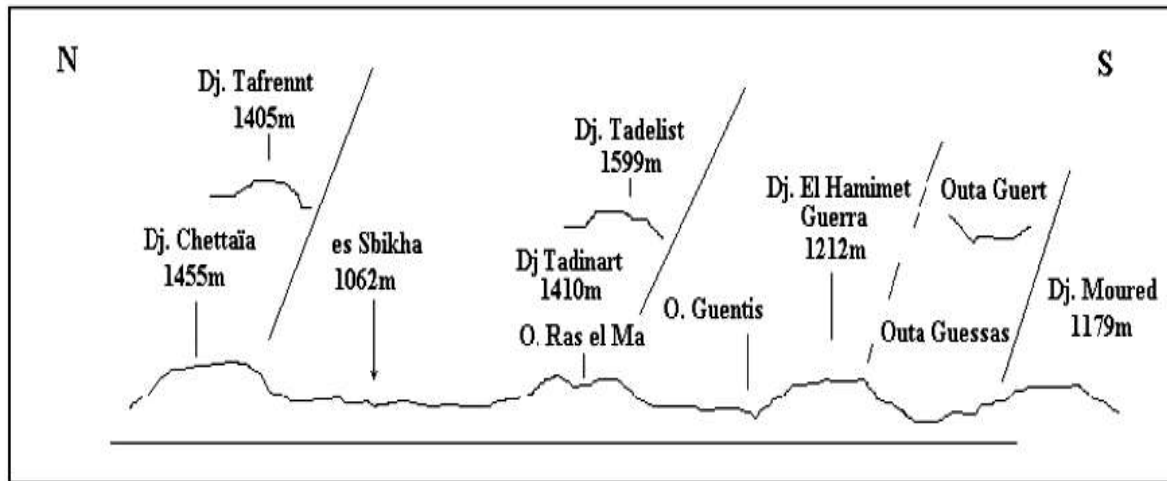 N
S
Dj. Tafrennt
1405m
Dj. Tadelist
1599m
Dj. El Hamimet
Guerra
1212m
Outa Guert
Dj. Chettaïa
1455m
es Sbikha
1062m
Dj Tadinart
1410m
O. Guentis
Dj. Moured
1179m
O. Ras el Ma
Outa Guessas